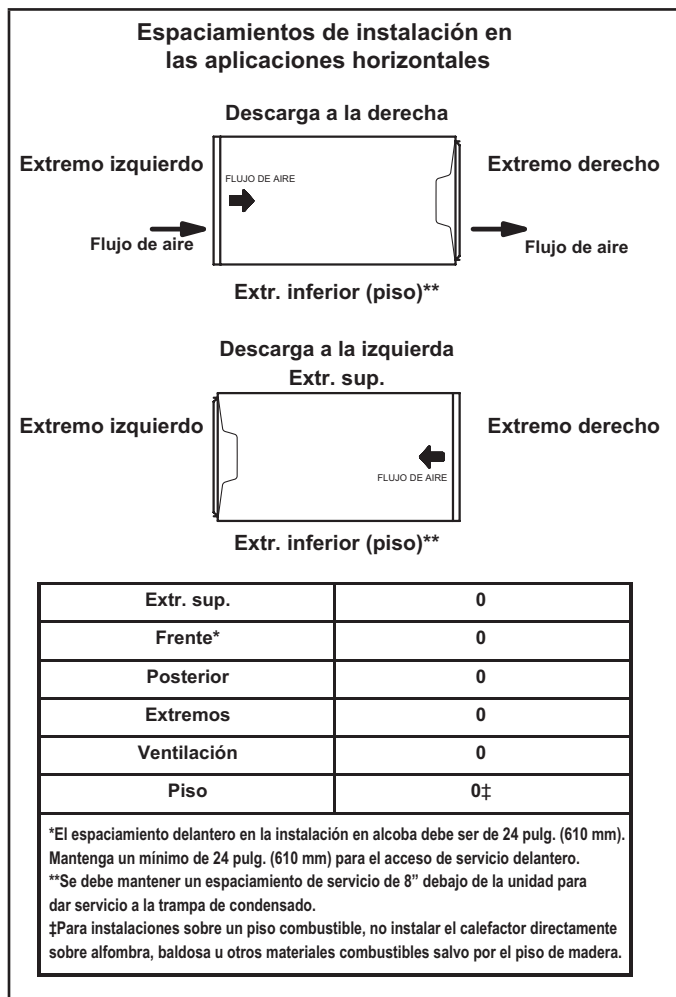 Espaciamientos de instalación en
las aplicaciones horizontales
Descarga a la derecha
Extremo izquierdo
Extremo derecho
FLUJO DE AIRE
Flujo de aire
Flujo de aire
Extr. inferior (piso)**
Descarga a la izquierda
Extr. sup.
Extremo izquierdo
Extremo derecho
FLUJO DE AIRE
Extr. inferior (piso)**
Extr. sup. 0
Frente* 0
Posterior 0
Extremos 0
Ventilación 0
Piso 0‡
*El espaciamiento delantero en la instalación en alcoba debe ser de 24 pulg. (610 mm).
Mantenga un mínimo de 24 pulg. (610 mm) para el acceso de servicio delantero.
**Se debe mantener un espaciamiento de servicio de 8” debajo de la unidad para
dar servicio a la trampa de condensado.
‡Para instalaciones sobre un piso combustible, no instalar el calefactor directamente
sobre alfombra, baldosa u otros materiales combustibles salvo por el piso de madera.